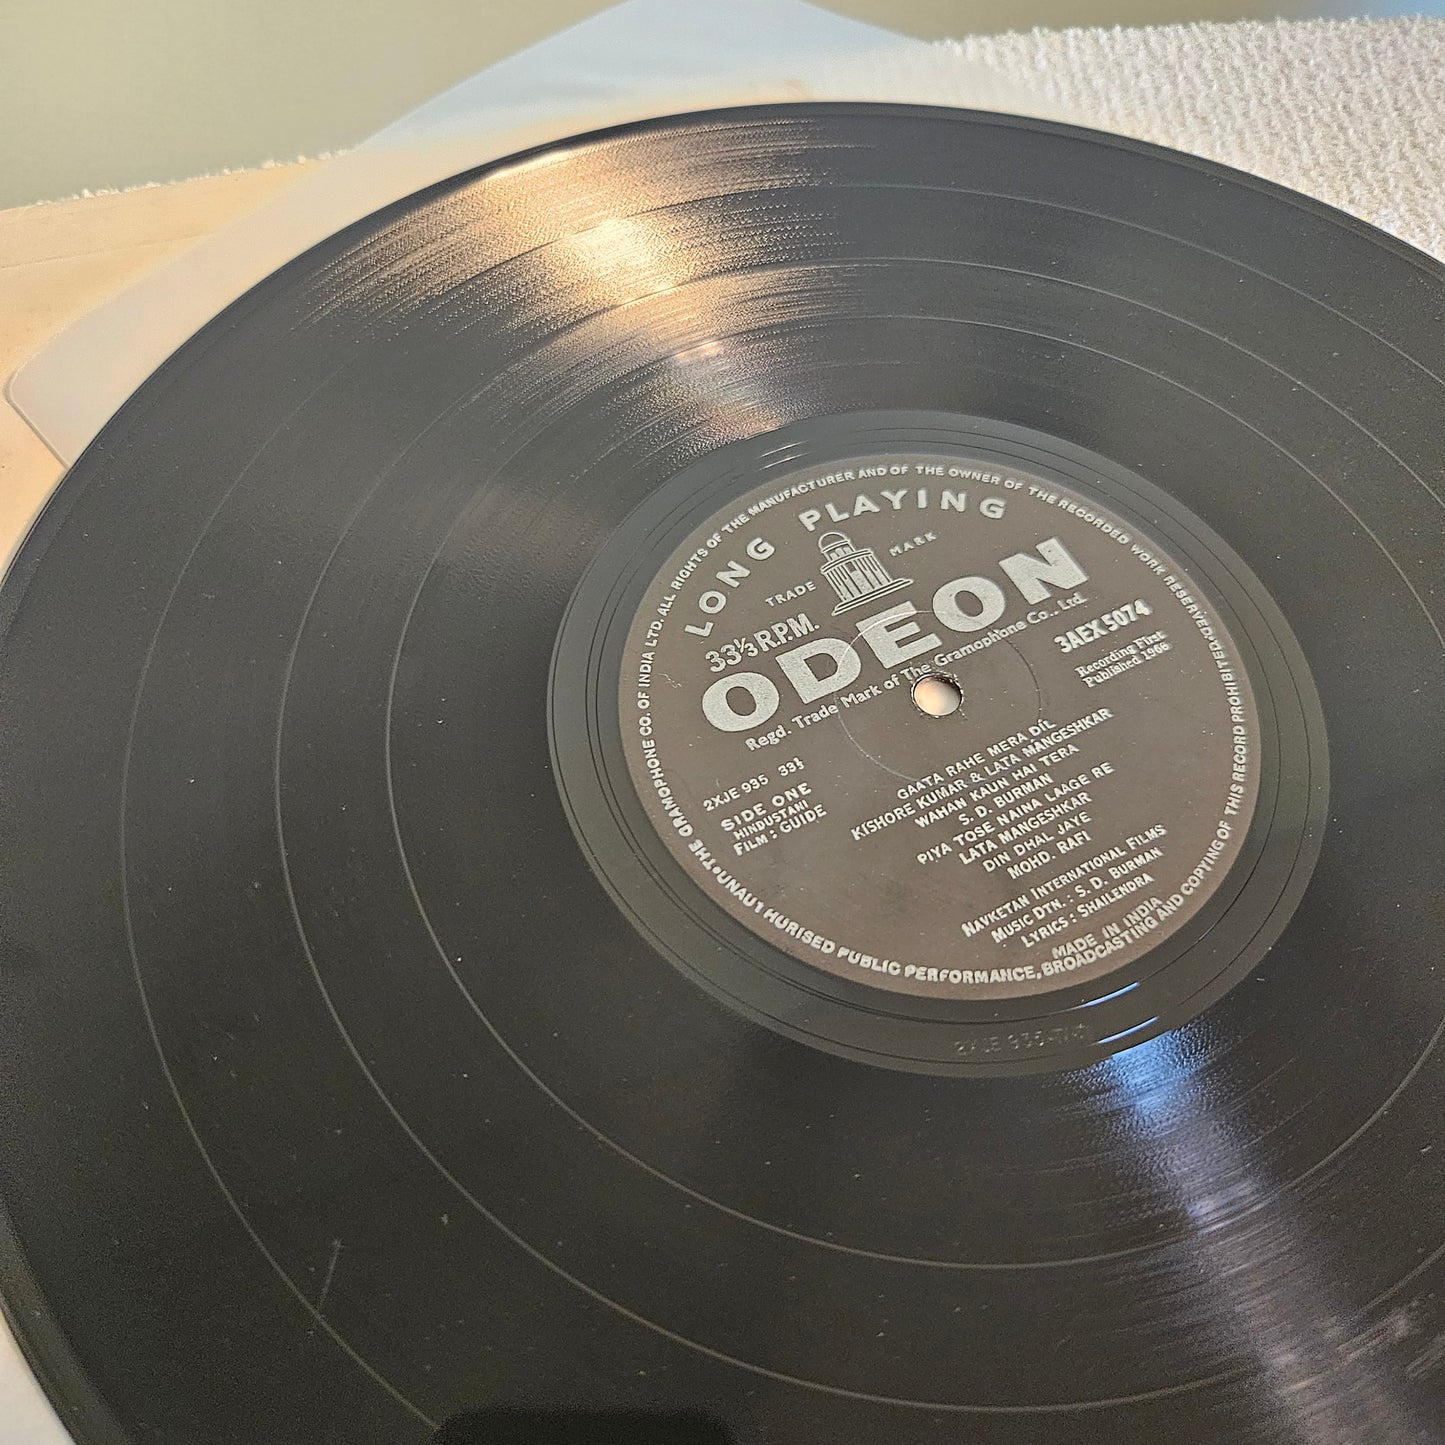 THE GRAMOPHONE CO. OF INDIA LTD. ALL RIGHTS OF THE MANUFACTURER AND OF THE OWNER OF THE RECORDED WORK RESERVED•
UNAUTHURISED PUBLIC PERFORMANCE, BROADCASTING AND COPYING OF THIS RECORD PROHIBITED•
LONG PLAYING
TRADE MARK
33⅓ R.P.M.
ODEON
Regd. Trade Mark of The Gramophone Co., Ltd.
3AEX 5074
Recording First
Published 1966
2XJE 935 33⅓
SIDE ONE
HINDUSTANI
FILM : GUIDE
GAATA RAHE MERA DIL
KISHORE KUMAR & LATA MANGESHKAR
WAHAN KAUN HAI TERA
S. D. BURMAN
PIYA TOSE NAINA LAAGE RE
LATA MANGESHKAR
DIN DHAL JAYE
MOHD. RAFI
NAVKETAN INTERNATIONAL FILMS
MUSIC DTN. : S. D. BURMAN
LYRICS : SHAILENDRA
MADE IN INDIA